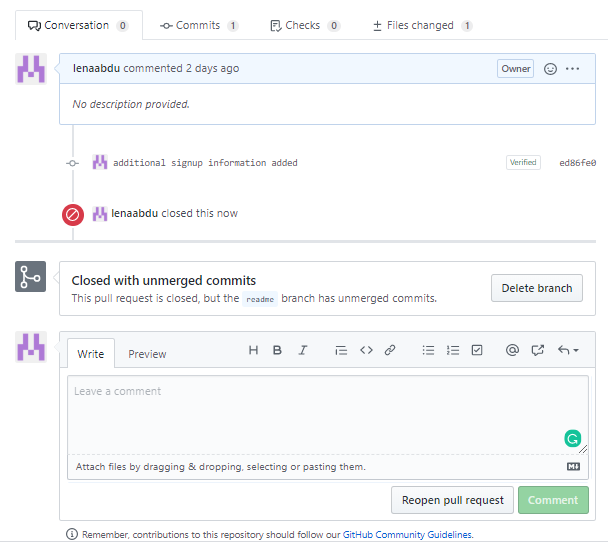 Conversation 0 Commits 1 Checks 0 Files changed 1
lenaabdu commented 2 days ago Owner
No description provided.
additional signup information added Verified ed86fe0
lenaabdu closed this now
Closed with unmerged commits
This pull request is closed, but the readme branch has unmerged commits.
Delete branch
Write Preview H B I
Leave a comment
Attach files by dragging & dropping, selecting or pasting them.
Reopen pull request Comment
Remember, contributions to this repository should follow our GitHub Community Guidelines.